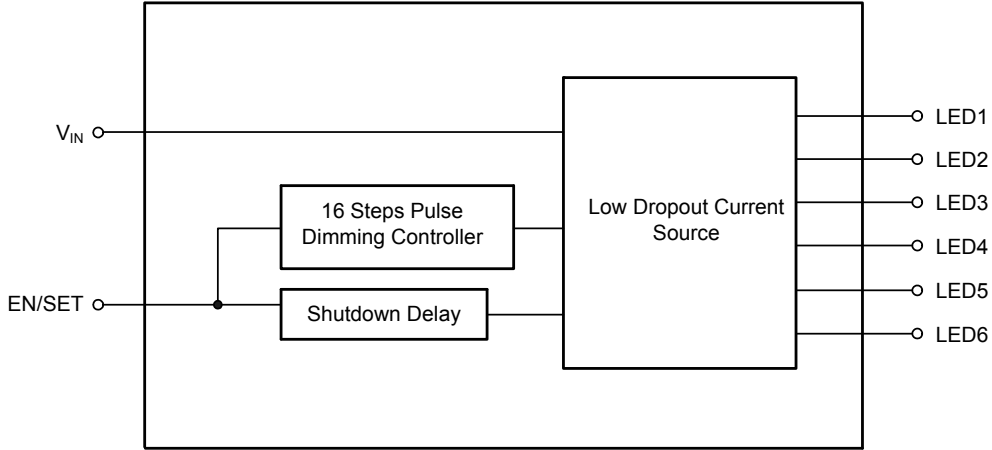 V_IN
EN/SET
16 Steps Pulse
Dimming Controller
Shutdown Delay
Low Dropout Current
Source
LED1
LED2
LED3
LED4
LED5
LED6